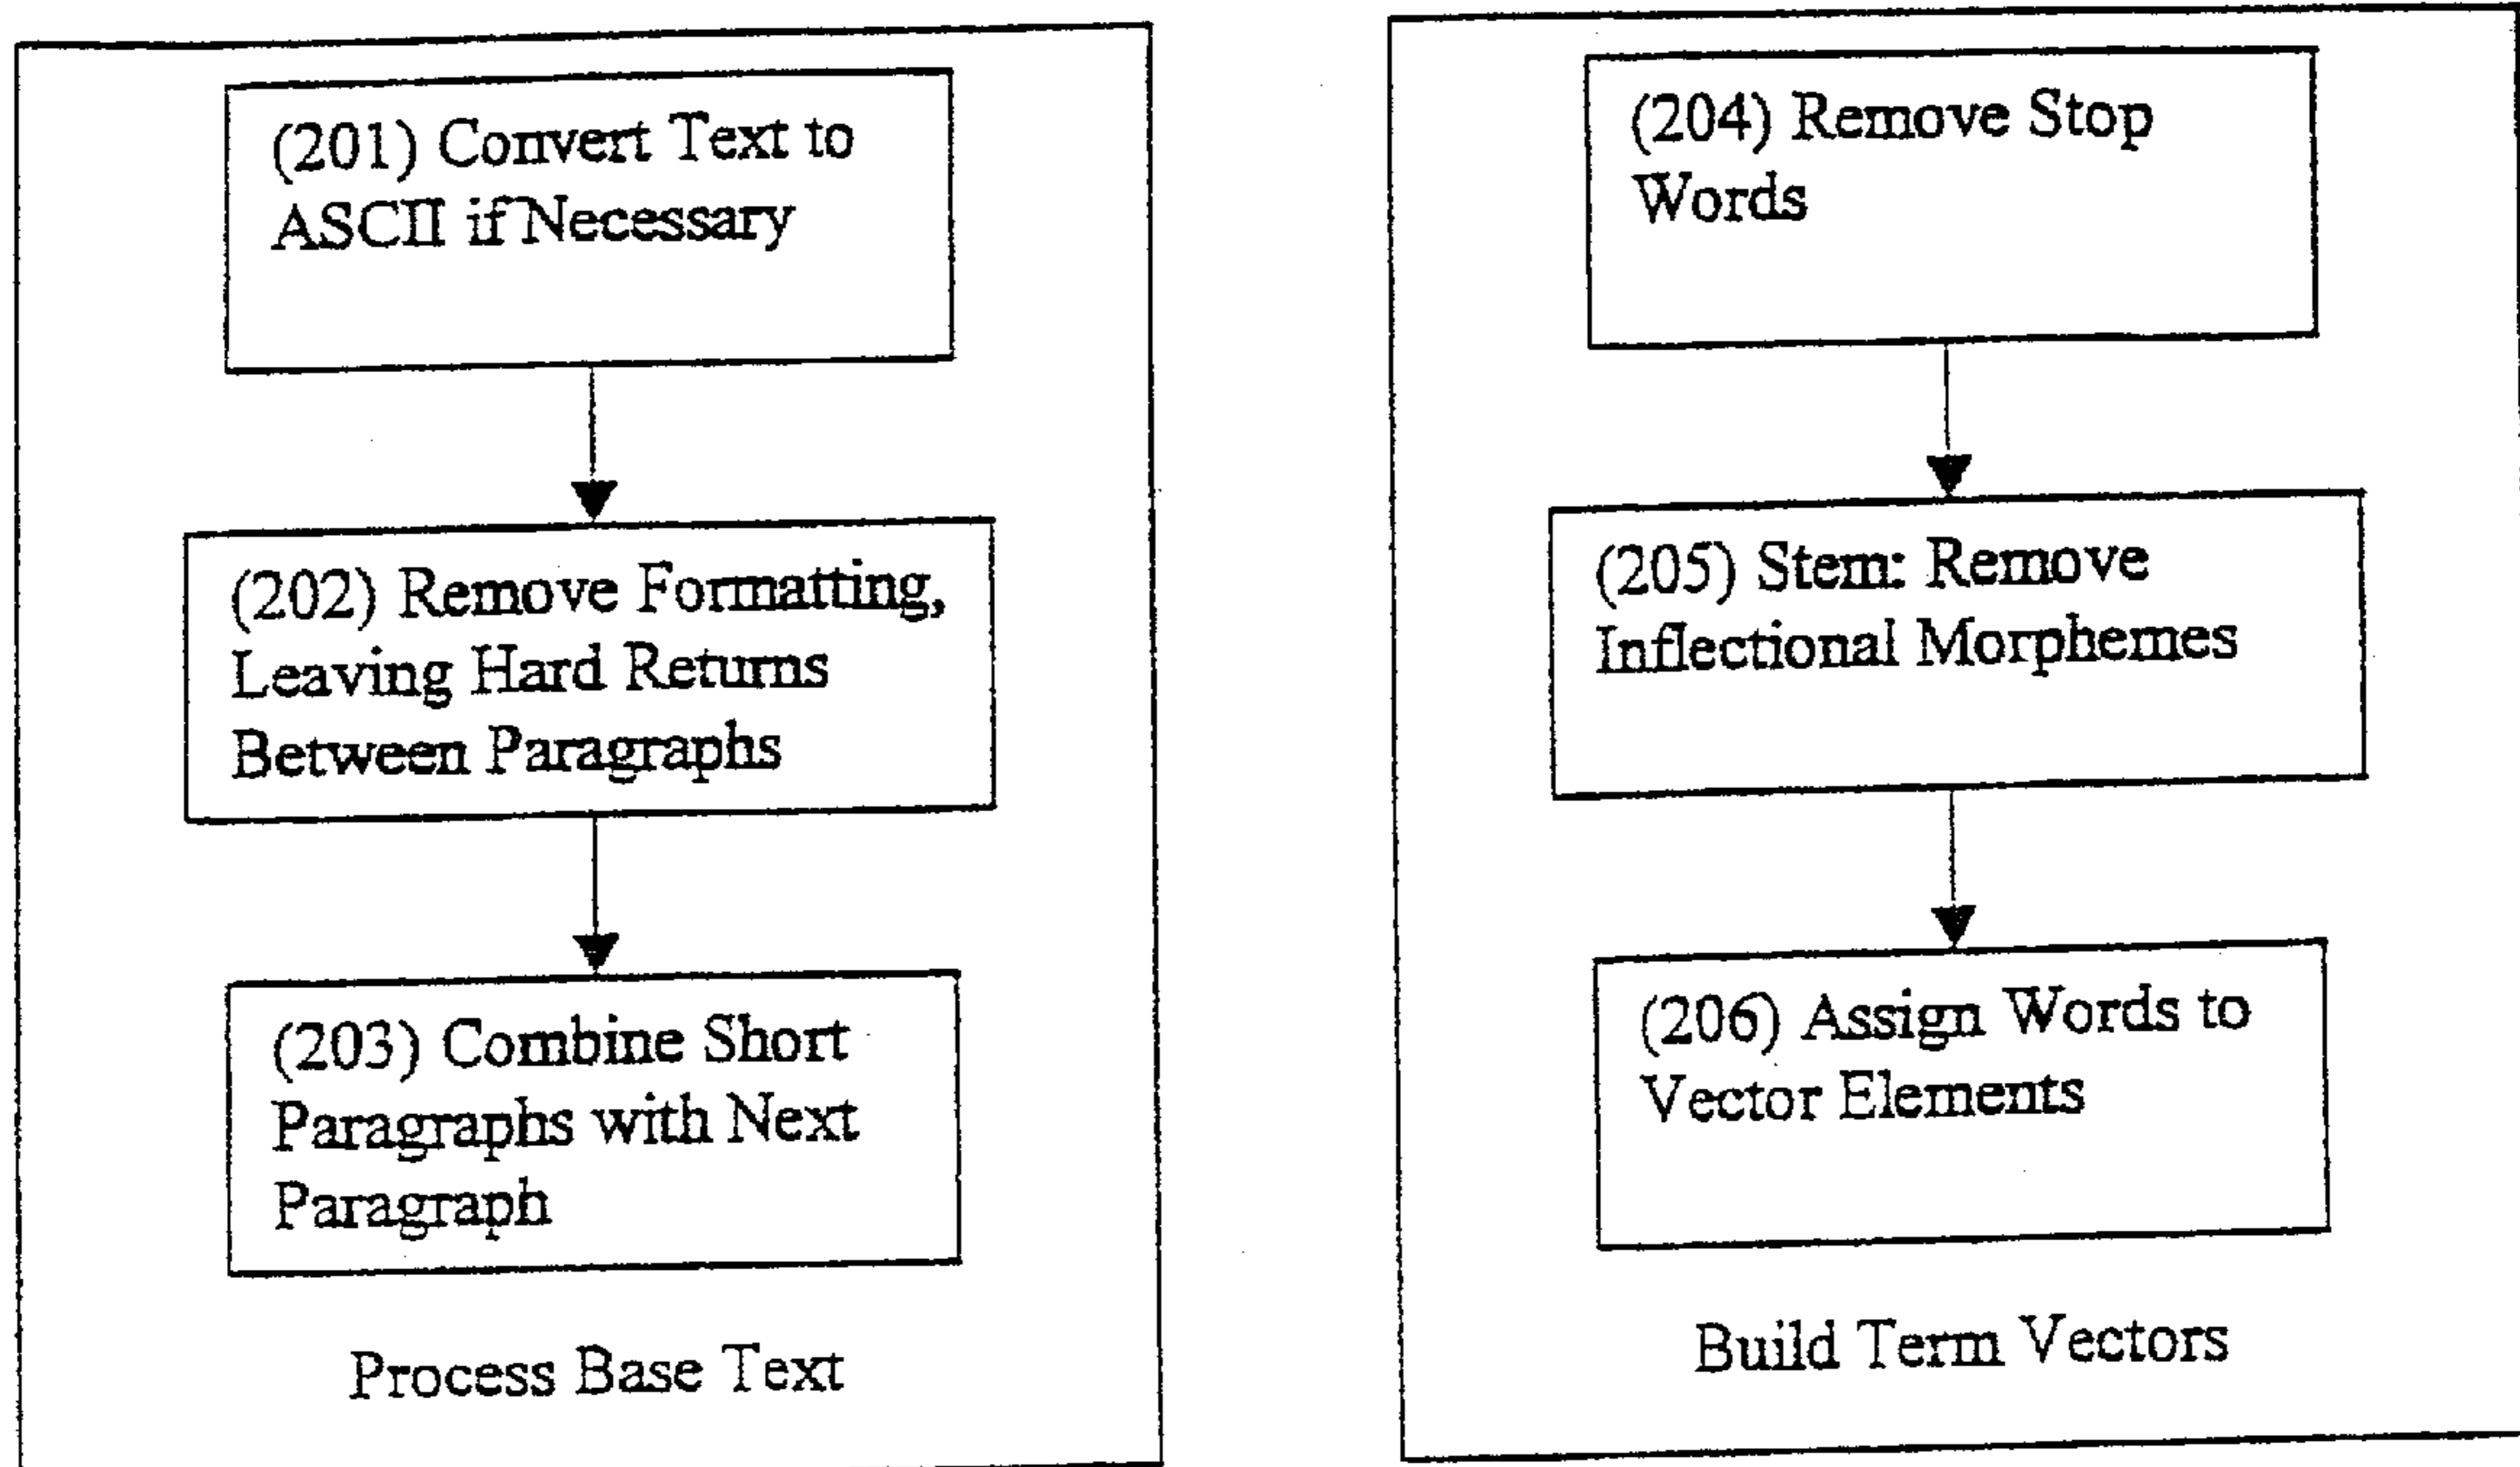 (201) Convert Text to
ASCII if Necessary
(202) Remove Formatting,
Leaving Hard Returns
Between Paragraphs
(203) Combine Short
Paragraphs with Next
Paragraph
Process Base Text
(204) Remove Stop
Words
(205) Stem: Remove
Inflectional Morphemes
(206) Assign Words to
Vector Elements
Build Term Vectors